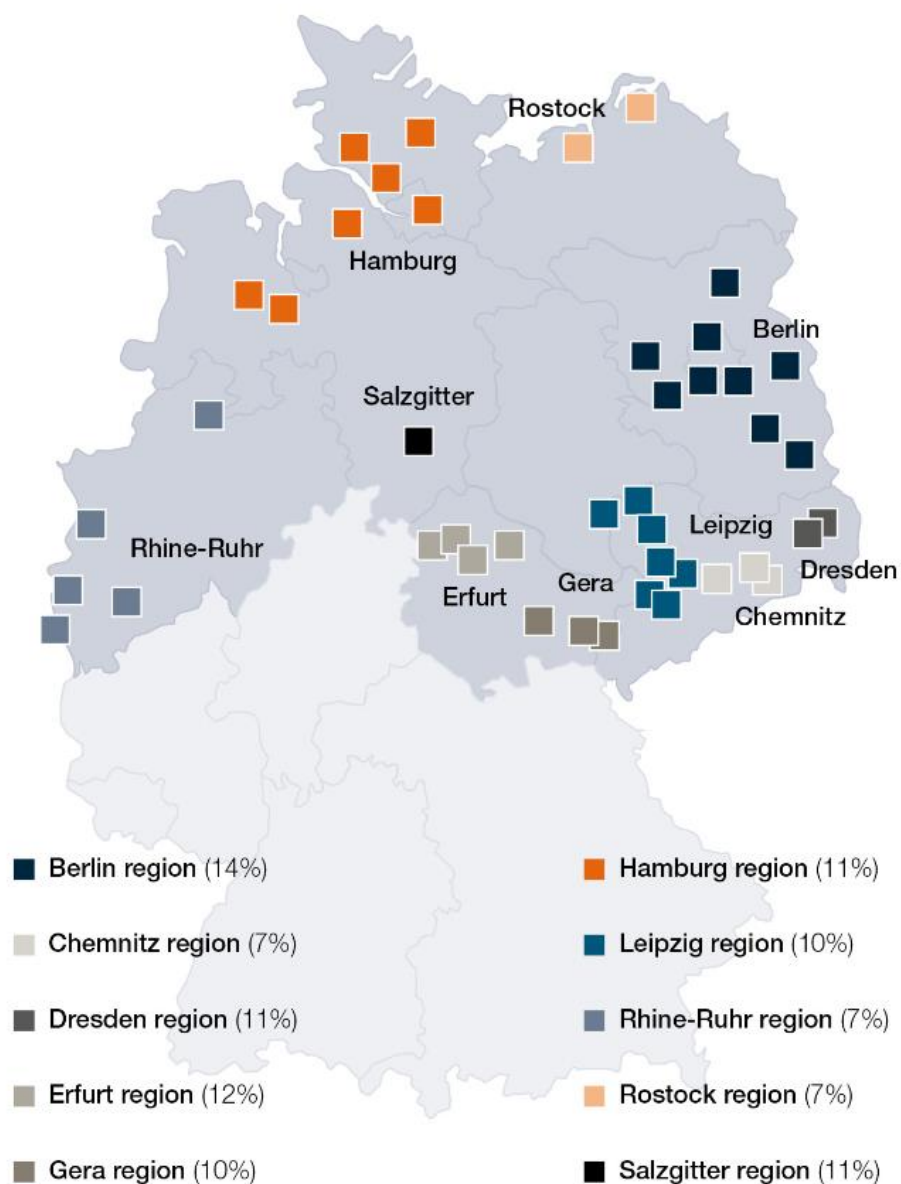 Rostock
Hamburg
Berlin
Salzgitter
Rhine-Ruhr
Leipzig
Dresden
Erfurt
Gera
Chemnitz
Berlin region (14%)
Hamburg region (11%)
Chemnitz region (7%)
Leipzig region (10%)
Dresden region (11%)
Rhine-Ruhr region (7%)
Erfurt region (12%)
Rostock region (7%)
Gera region (10%)
Salzgitter region (11%)